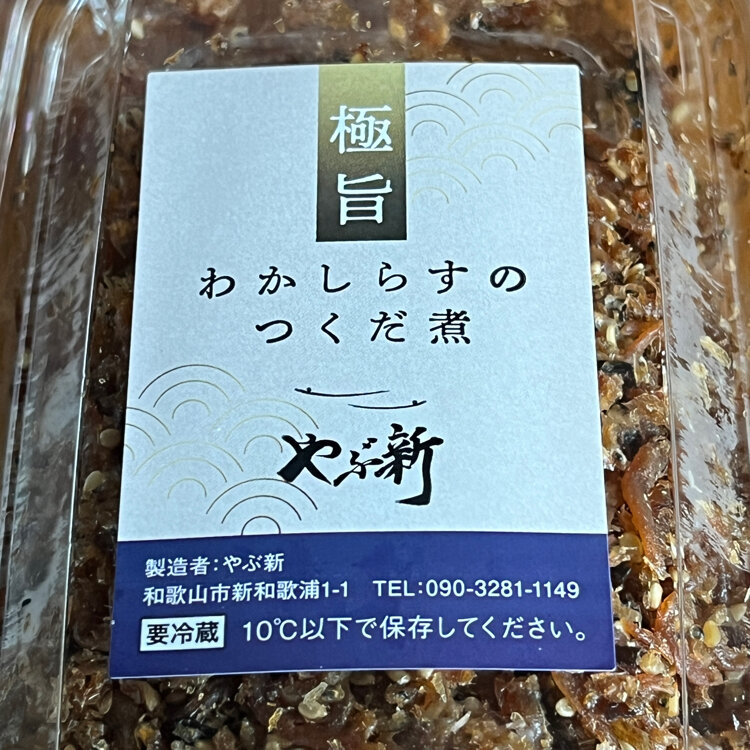 極旨
わかしらすの
つくだ煮
やぶ新
製造者：やぶ新
和歌山市新和歌浦1-1　TEL：090-3281-1149
要冷蔵　10℃以下で保存してください。